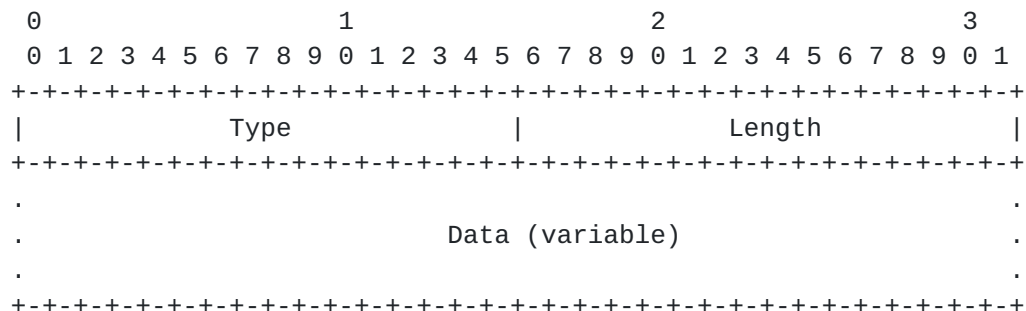 0                   1                   2                   3
 0 1 2 3 4 5 6 7 8 9 0 1 2 3 4 5 6 7 8 9 0 1 2 3 4 5 6 7 8 9 0 1
+-+-+-+-+-+-+-+-+-+-+-+-+-+-+-+-+-+-+-+-+-+-+-+-+-+-+-+-+-+-+-+-+
|             Type              |             Length            |
+-+-+-+-+-+-+-+-+-+-+-+-+-+-+-+-+-+-+-+-+-+-+-+-+-+-+-+-+-+-+-+-+
.                                                               .
.                           Data (variable)                     .
.                                                               .
+-+-+-+-+-+-+-+-+-+-+-+-+-+-+-+-+-+-+-+-+-+-+-+-+-+-+-+-+-+-+-+-+